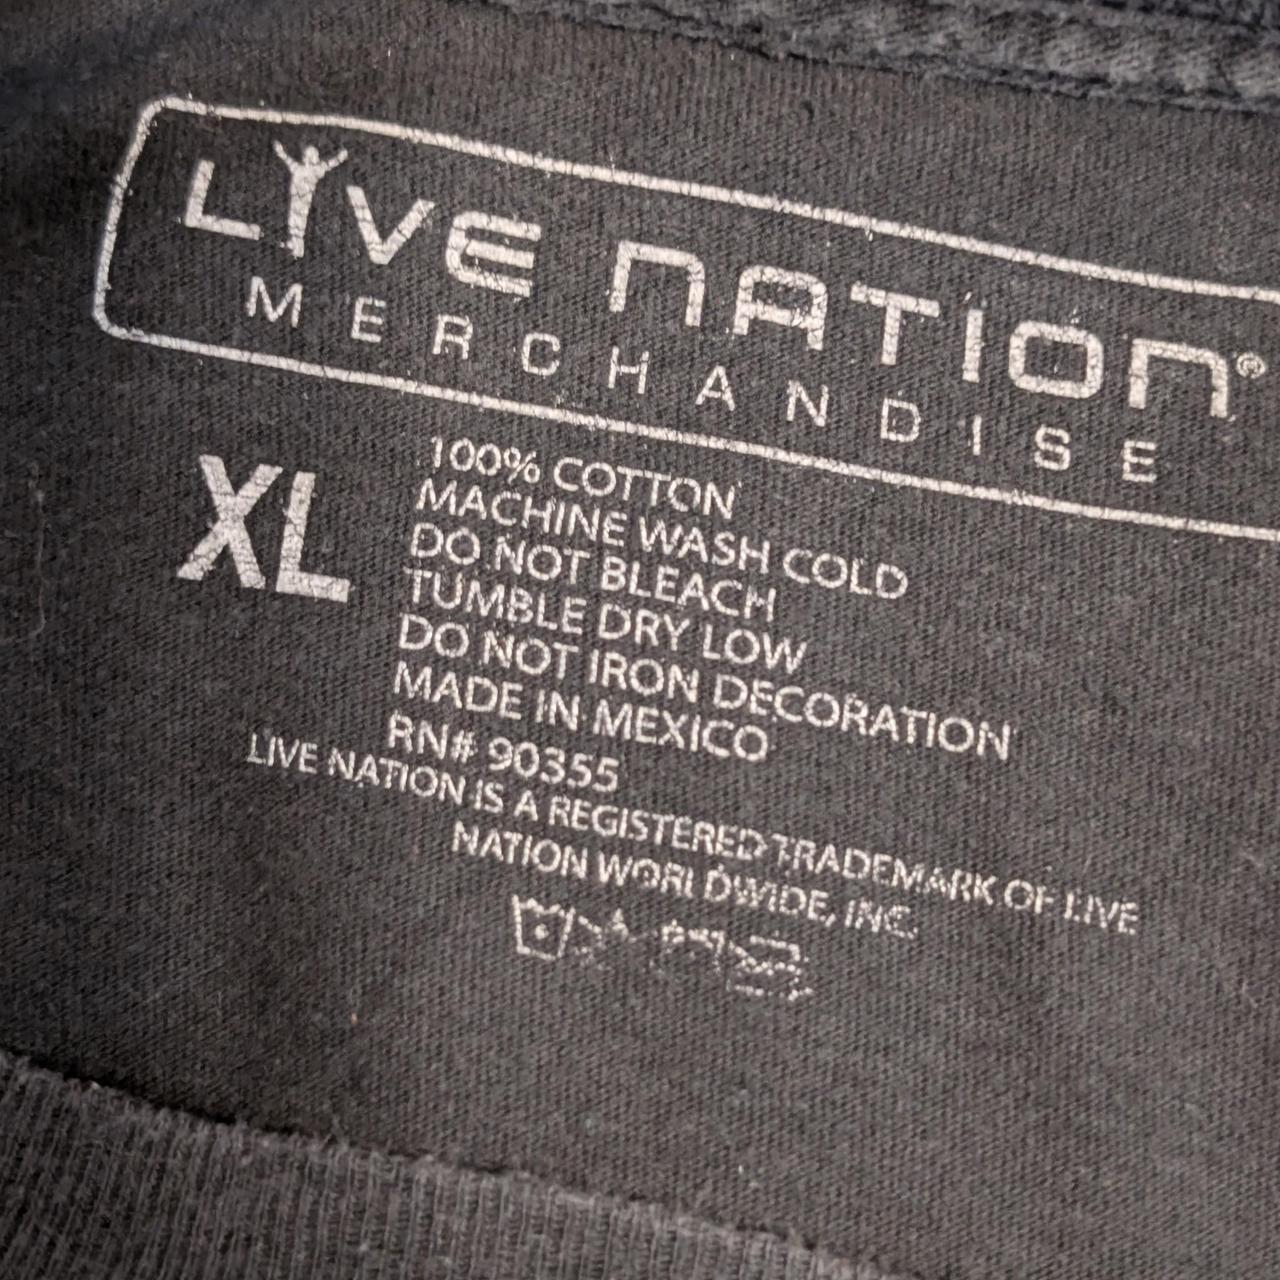 LIVE NATION®
MERCHANDISE
XL
100% COTTON
MACHINE WASH COLD
DO NOT BLEACH
TUMBLE DRY LOW
DO NOT IRON DECORATION
MADE IN MEXICO
RN# 90355
LIVE NATION IS A REGISTERED TRADEMARK OF LIVE
NATION WORLDWIDE, INC.